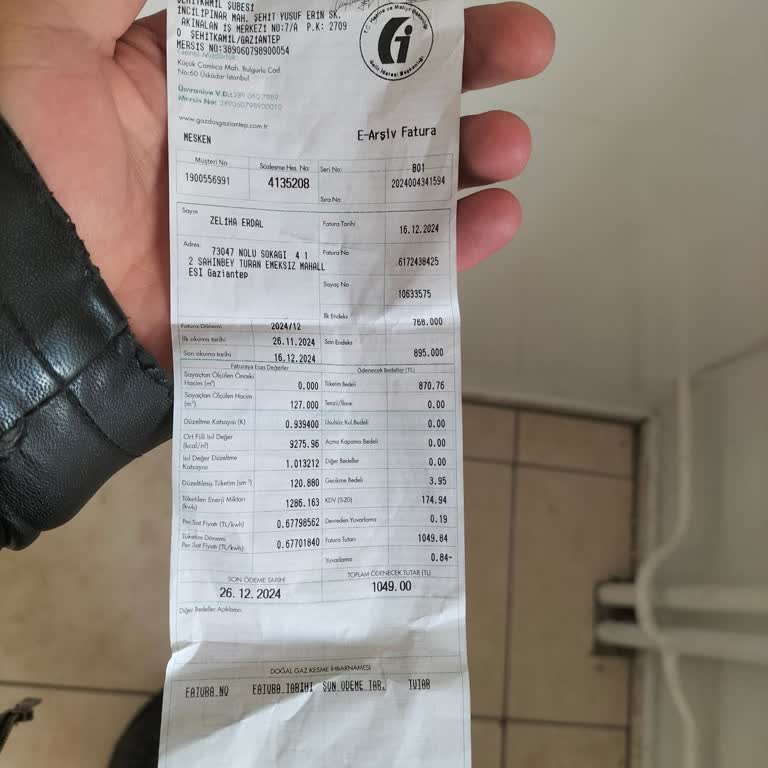 ŞEHİTKAMİL ŞUBESİ
İNCİLİPINAR MAH. ŞEHİT YUSUF ERİN SK.
AKINALAN İŞ MERKEZİ NO:7/A P.K: 2709
0 ŞEHİTKAMİL/GAZİANTEP
MERSIS NO:389060798900054
Genel Müdürlük
Küçük Çamlıca Mah. Bulgurlu Cad
No:60 Üsküdar İstanbul
Ümraniye V.D.:389 060 7989
Mersis No:
www.gazdasgaziantep.com.tr
MESKEN
E-Arşiv Fatura
Müşteri No Sözleşme Hes. No: Seri No: B01
1900556991 4135208 2024004341594
Sıra No:
Sayın
ZELİHA ERDAL
Fatura Tarihi 16.12.2024
Adres
73047 NOLU SOKAGI 4 1
2 SAHINBEY TURAN EMEKSIZ MAHALL
ESI Gaziantep
Fatura No 6172438425
Sayaç No 10633575
İlk Endeks 768.000
Fatura Dönemi 2024/12
İlk okuma tarihi 26.11.2024 Son Endeks 895.000
Son okuma tarihi 16.12.2024
Faturaya Esas Değerler Ödenecek Bedeller (TL)
Sayaçtan Ölçülen Önceki
Hacim (m³) 0.000 Tüketim Bedeli 870.76
Sayaçtan Ölçülen Hacim
(m³) 127.000 Tenzil/İlave 0.00
Düzeltme Katsayısı (K) 0.939400 Usulsüz Kul.Bedeli 0.00
Ort Fiili Isıl Değer
(kcal/m³) 9275.96 Açma Kapama Bedeli 0.00
Isıl Değer Düzeltme
Katsayısı 1.013212 Diğer Bedeller 0.00
Düzeltilmiş Tüketim (sm³) 120.880 Gecikme Bedeli 3.95
Tüketilen Enerji Miktarı
(kwh) 1286.163 KDV (%20) 174.94
Per.Sat Fiyatı (TL/kwh) 0.67798562 Devreden Yuvarlama 0.19
Tüketim Dönemi
Per.Sat Fiyatı (TL/kwh) 0.67701840 Fatura Tutarı 1049.84
Yuvarlama 0.84-
SON ÖDEME TARİHİ TOPLAM ÖDENECEK TUTAR (TL)
26.12.2024 1049.00
Diğer Bedeller Açıklama:
DOĞAL GAZ KESME İHBARNAMESİ
FATURA NO FATURA TARIHI SON ODEME TAR. TUTAR